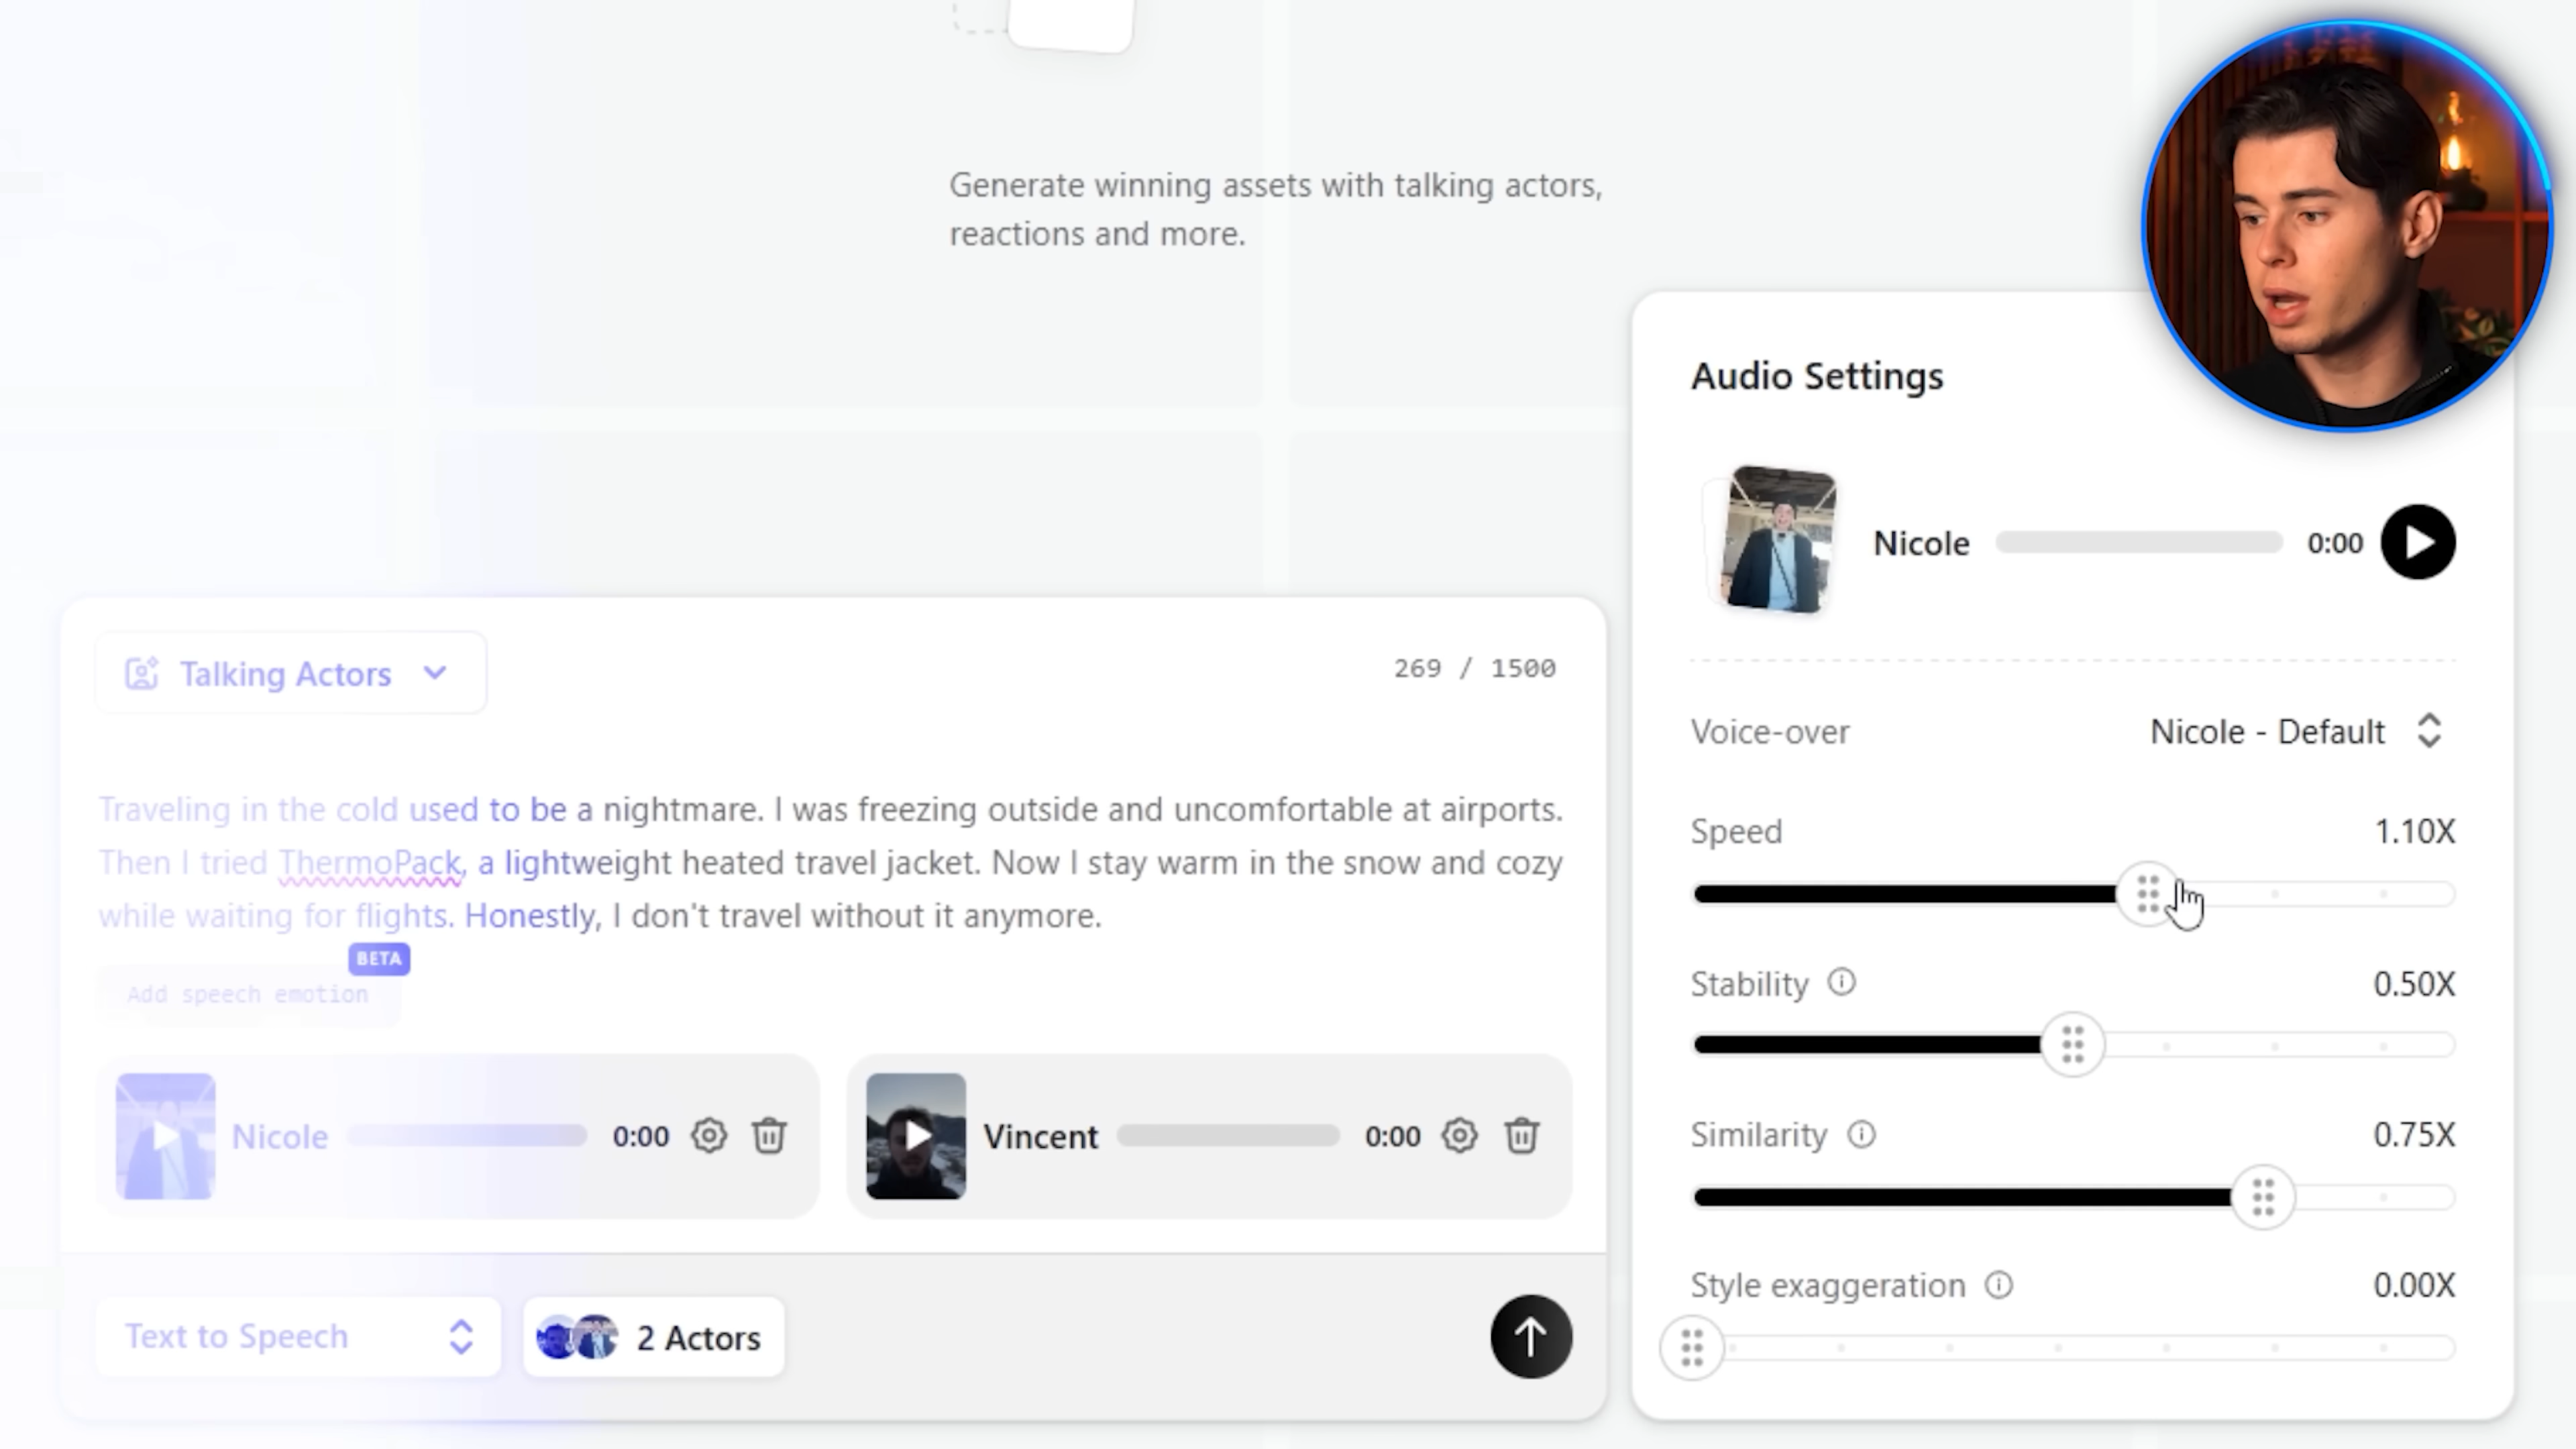 Generate winning assets with talking actors,
reactions and more.
Talking Actors
269 / 1500
Traveling in the cold used to be a nightmare. I was freezing outside and uncomfortable at airports.
Then I tried ThermoPack, a lightweight heated travel jacket. Now I stay warm in the snow and cozy
while waiting for flights. Honestly, I don't travel without it anymore.
BETA
Add speech emotion
Nicole 0:00
Vincent 0:00
Text to Speech
2 Actors
Audio Settings
Nicole 0:00
Voice-over Nicole - Default
Speed 1.10X
Stability 0.50X
Similarity 0.75X
Style exaggeration 0.00X